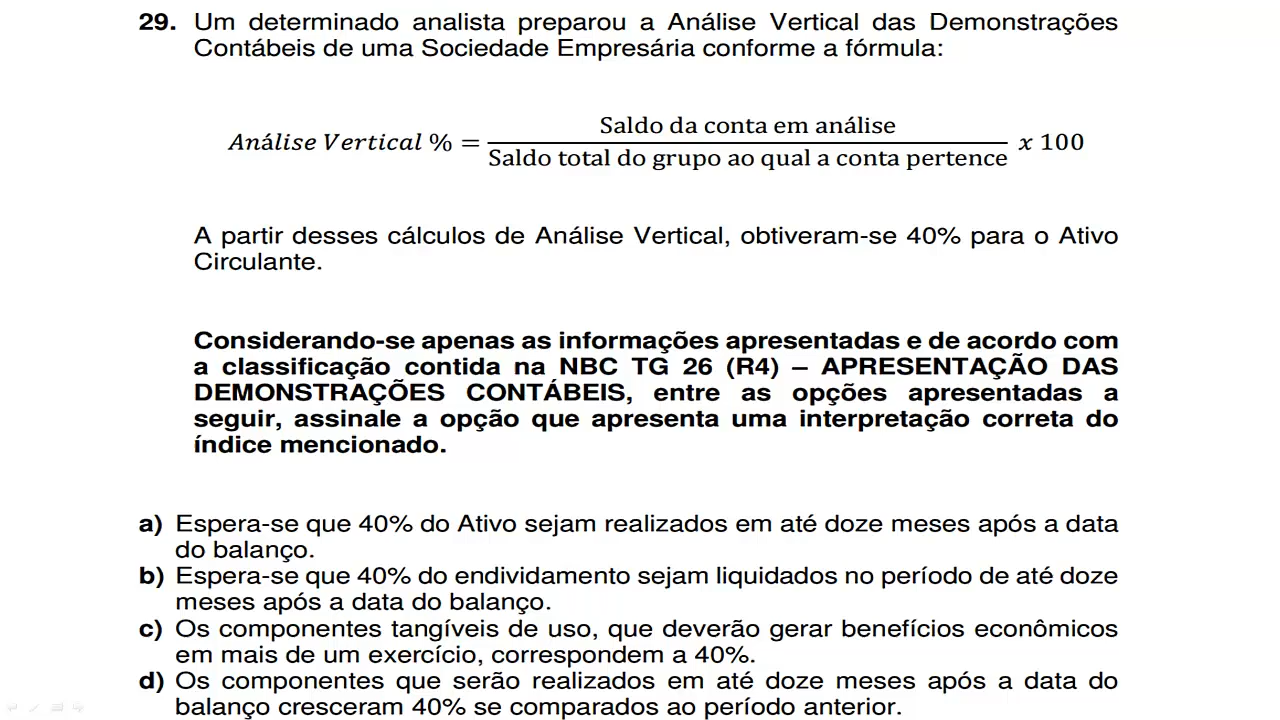 29. Um determinado analista preparou a Análise Vertical das Demonstrações
Contábeis de uma Sociedade Empresária conforme a fórmula:
Saldo da conta em análise
Análise Vertical % = x 100
Saldo total do grupo ao qual a conta pertence
A partir desses cálculos de Análise Vertical, obtiveram-se 40% para o Ativo
Circulante.
Considerando-se apenas as informações apresentadas e de acordo com
a classificação contida na NBC TG 26 (R4) – APRESENTAÇÃO DAS
DEMONSTRAÇÕES CONTÁBEIS, entre as opções apresentadas a
seguir, assinale a opção que apresenta uma interpretação correta do
índice mencionado.
a) Espera-se que 40% do Ativo sejam realizados em até doze meses após a data
do balanço.
b) Espera-se que 40% do endividamento sejam liquidados no período de até doze
meses após a data do balanço.
c) Os componentes tangíveis de uso, que deverão gerar benefícios econômicos
em mais de um exercício, correspondem a 40%.
d) Os componentes que serão realizados em até doze meses após a data do
balanço cresceram 40% se comparados ao período anterior.